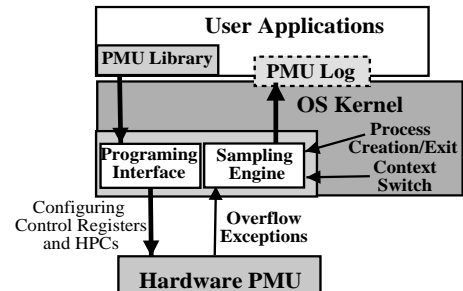 User Applications
PMU Library
PMU Log
OS Kernel
Process
Creation/Exit
Programing
Interface
Sampling
Engine
Context
Switch
Configuring
Control Registers
and HPCs
Overflow
Exceptions
Hardware PMU